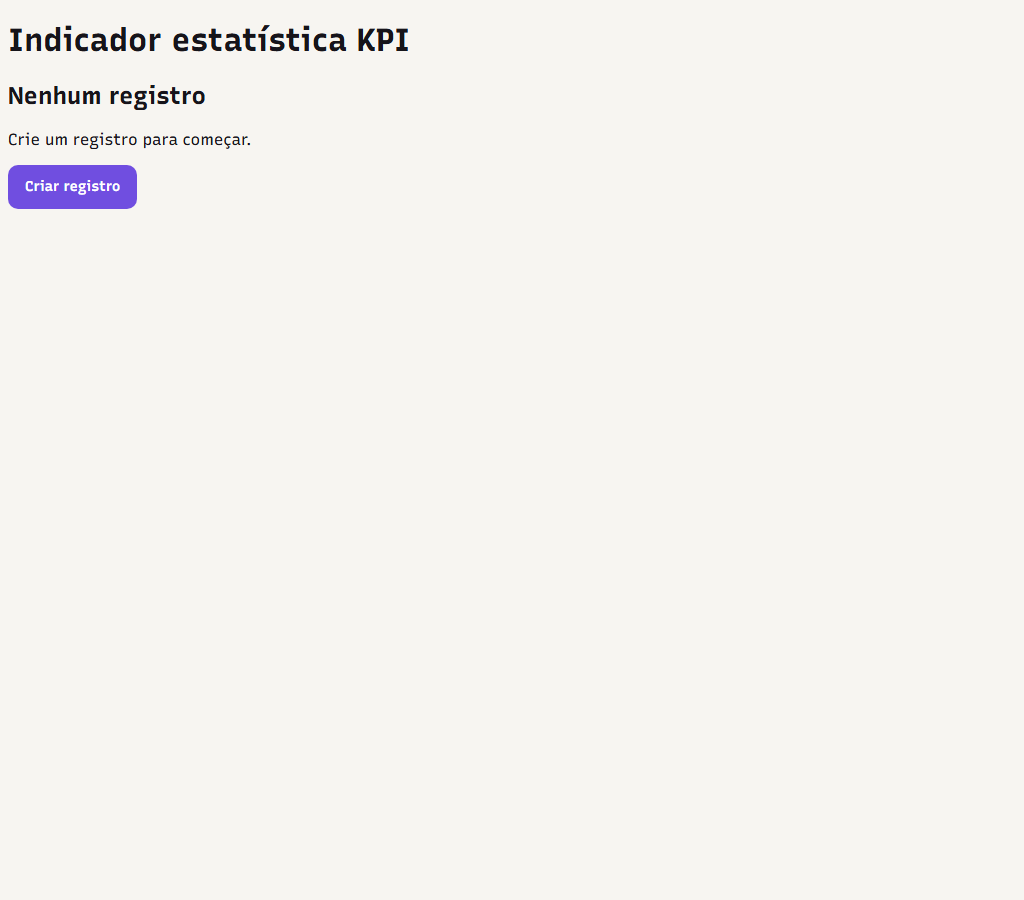 Indicador estatística KPI
Nenhum registro
Crie um registro para começar.
Criar registro